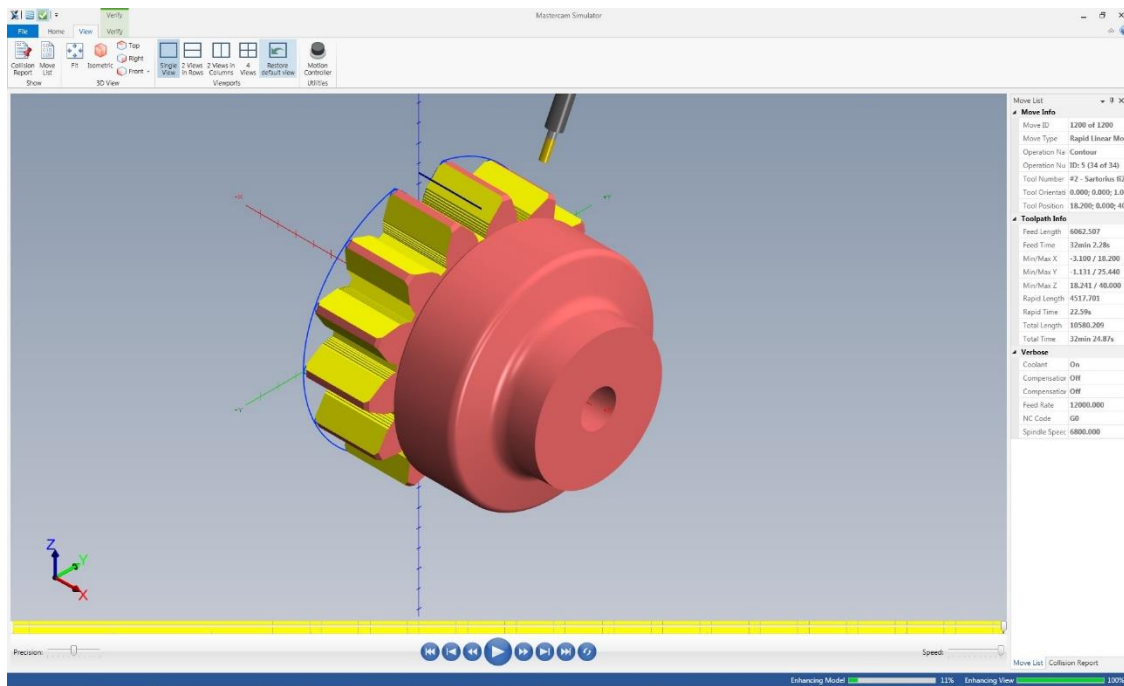 Verify
Mastercam Simulator
File Home View Verify
Collision Report
Move List
Fit
Isometric
Top
Right
Front
Single View
2 Views in Rows
2 Views in Columns
4 Views
Restore default view
Motion Controller
Show 3D View Viewports Utilities
Move List
Move Info
Move ID 1200 of 1200
Move Type Rapid Linear Mo
Operation Na Contour
Operation Nu ID: 5 (34 of 34)
Tool Number #2 - Sartorius
Tool Orientati 0.000; 0.000; 1.0
Tool Position 18.200; 0.000; 40
Toolpath Info
Feed Length 6062.507
Feed Time 32min 2.28s
Min/Max X -3.100 / 18.200
Min/Max Y -1.131 / 25.440
Min/Max Z 18.241 / 40.000
Rapid Length 4517.701
Rapid Time 22.59s
Total Length 10580.209
Total Time 32min 24.87s
Verbose
Coolant On
Compensation Off
Compensation Off
Feed Rate 12000.000
NC Code G0
Spindle Speed 6800.000
-X
+Y
-Y
Z
Y
X
Precision:
Speed:
Move List Collision Report
Enhancing Model 11% Enhancing View 100%